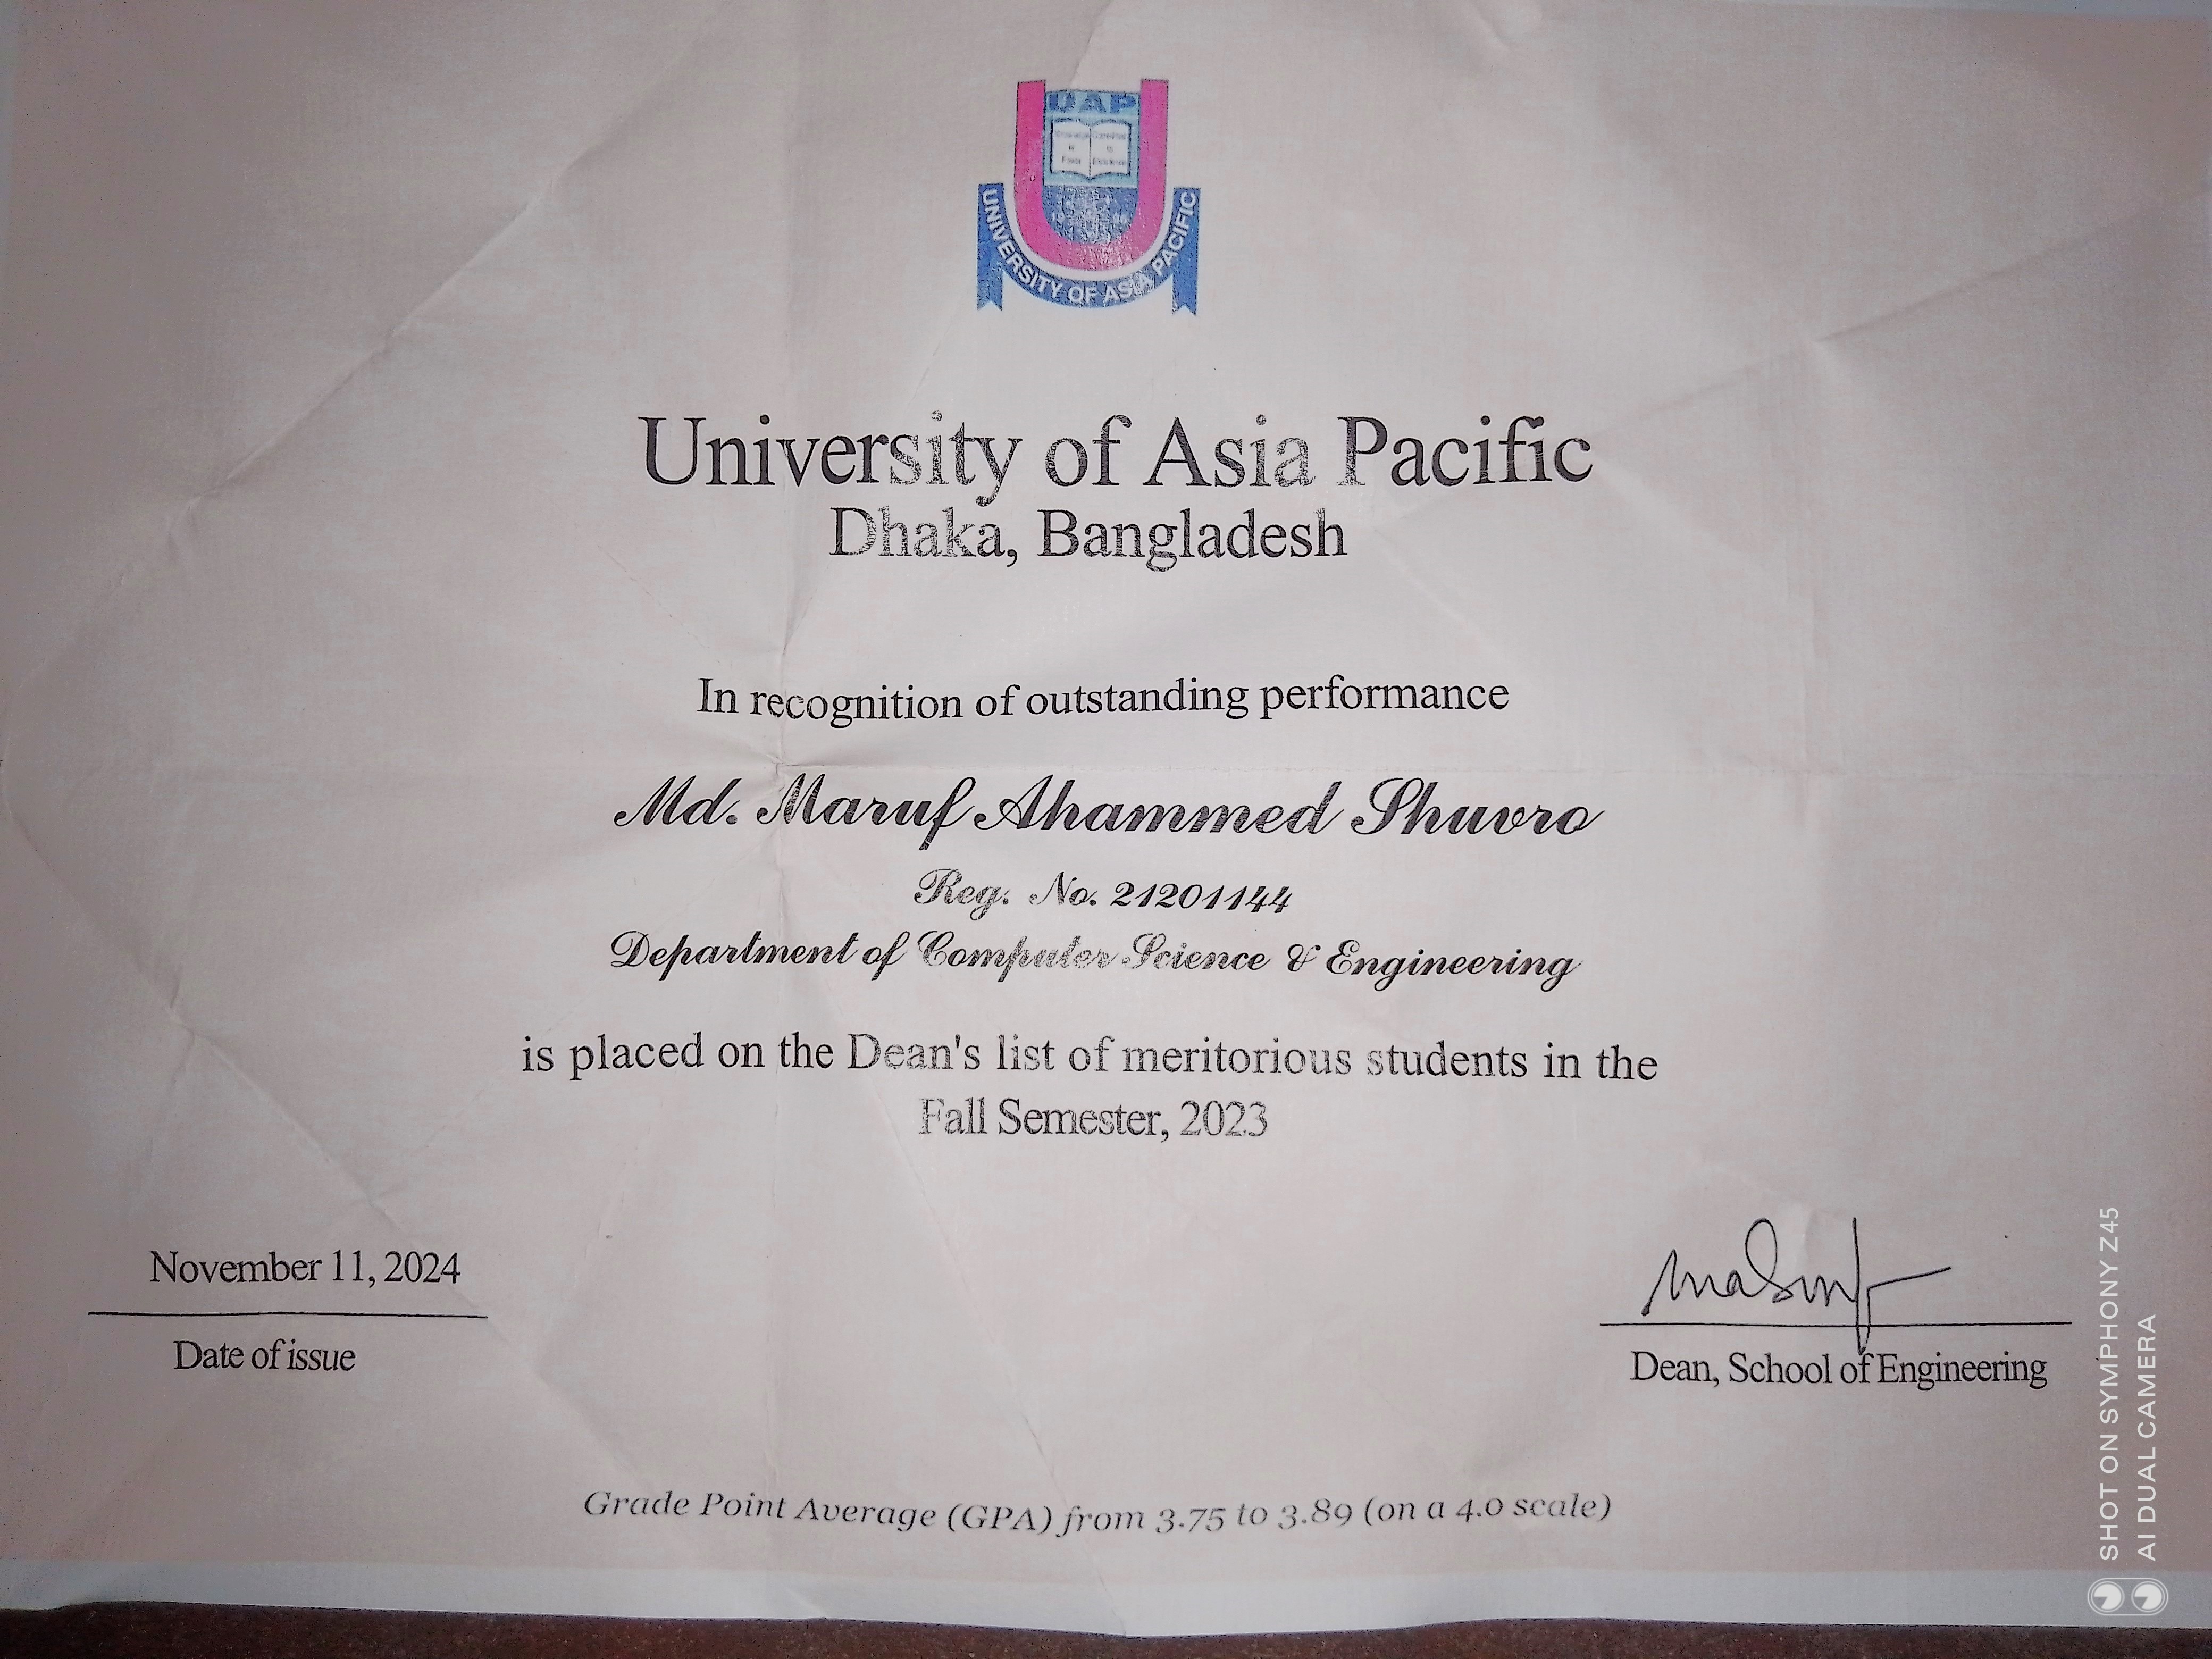 UAP
UNIVERSITY OF ASIA PACIFIC
University of Asia Pacific
Dhaka, Bangladesh
In recognition of outstanding performance
Md. Maruf Ahammed Shuvro
Reg. No. 21201144
Department of Computer Science & Engineering
is placed on the Dean's list of meritorious students in the
Fall Semester, 2023
November 11, 2024
Date of issue
Dean, School of Engineering
Grade Point Average (GPA) from 3.75 to 3.89 (on a 4.0 scale)
SHOT ON SYMPHONY Z45
AI DUAL CAMERA